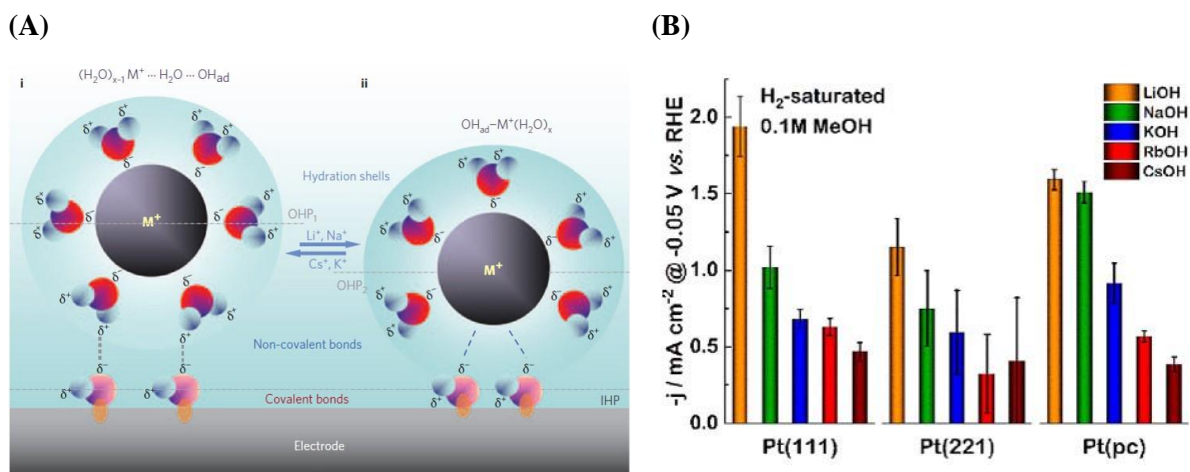 (A)
(B)
i
(H₂O)ₓ₋₁ M⁺ ··· H₂O ··· OHad
ii
OHad–M⁺(H₂O)ₓ
δ⁺ δ⁺ δ⁺ δ⁺
δ⁻ δ⁻
Hydration shells
M⁺
OHP₁
Li⁺, Na⁺
Cs⁺, K⁺
M⁺
OHP₂
Non-covalent bonds
δ⁻ δ⁻ δ⁻ δ⁻
δ⁺ δ⁺ δ⁺ δ⁺
Covalent bonds
IHP
Electrode
-j / mA cm⁻² @ -0.05 V vs. RHE
2.0
1.5
1.0
0.5
0.0
H₂-saturated
0.1M MeOH
LiOH
NaOH
KOH
RbOH
CsOH
Pt(111)
Pt(221)
Pt(pc)